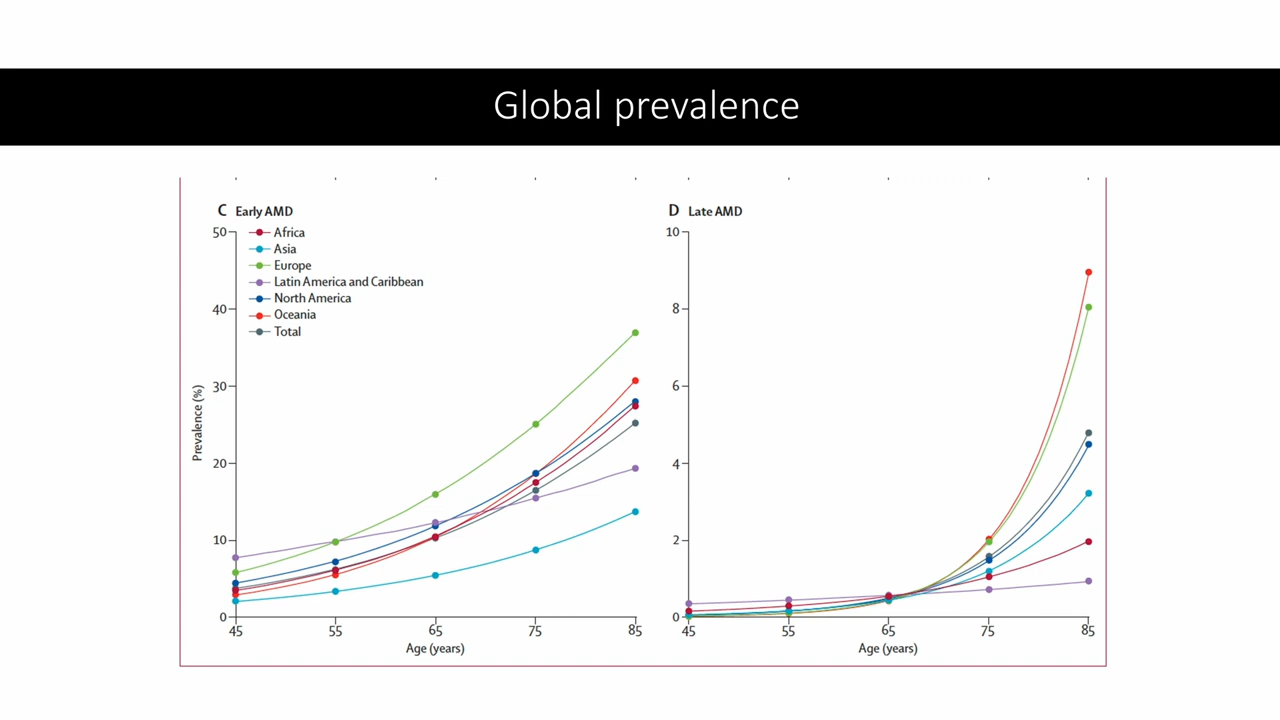 Global prevalence
C Early AMD
50
40
30
20
10
0
Prevalence (%)
Africa
Asia
Europe
Latin America and Caribbean
North America
Oceania
Total
45 55 65 75 85
Age (years)
D Late AMD
10
8
6
4
2
0
45 55 65 75 85
Age (years)